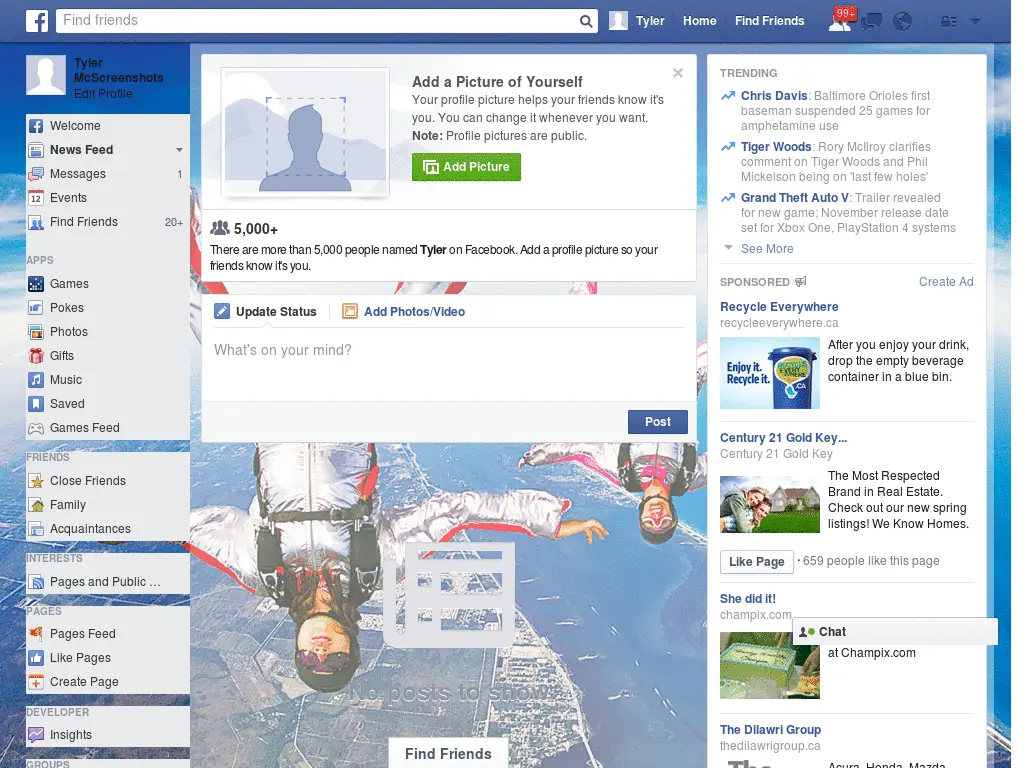 Find friends
Tyler
Home
Find Friends
99+
Tyler
McScreenshots
Edit Profile
Welcome
News Feed
Messages 1
12 Events
Find Friends 20+
APPS
Games
Pokes
Photos
Gifts
Music
Saved
Games Feed
FRIENDS
Close Friends
Family
Acquaintances
INTERESTS
Pages and Public ...
PAGES
Pages Feed
Like Pages
Create Page
DEVELOPER
Insights
GROUPS
Add a Picture of Yourself
Your profile picture helps your friends know it's
you. You can change it whenever you want.
Note: Profile pictures are public.
Add Picture
5,000+
There are more than 5,000 people named Tyler on Facebook. Add a profile picture so your
friends know it's you.
Update Status
Add Photos/Video
What's on your mind?
Post
No posts to show
Find Friends
TRENDING
Chris Davis: Baltimore Orioles first
baseman suspended 25 games for
amphetamine use
Tiger Woods: Rory McIlroy clarifies
comment on Tiger Woods and Phil
Mickelson being on 'last few holes'
Grand Theft Auto V: Trailer revealed
for new game; November release date
set for Xbox One, PlayStation 4 systems
See More
SPONSORED
Create Ad
Recycle Everywhere
recycleeverywhere.ca
Enjoy it.
Recycle it.
.CA
After you enjoy your drink,
drop the empty beverage
container in a blue bin.
Century 21 Gold Key...
Century 21 Gold Key
The Most Respected
Brand in Real Estate.
Check out our new spring
listings! We Know Homes.
Like Page · 659 people like this page
She did it!
champix.com
Chat
at Champix.com
The Dilawri Group
thedilawrigroup.ca
The
Acura, Honda, Mazda